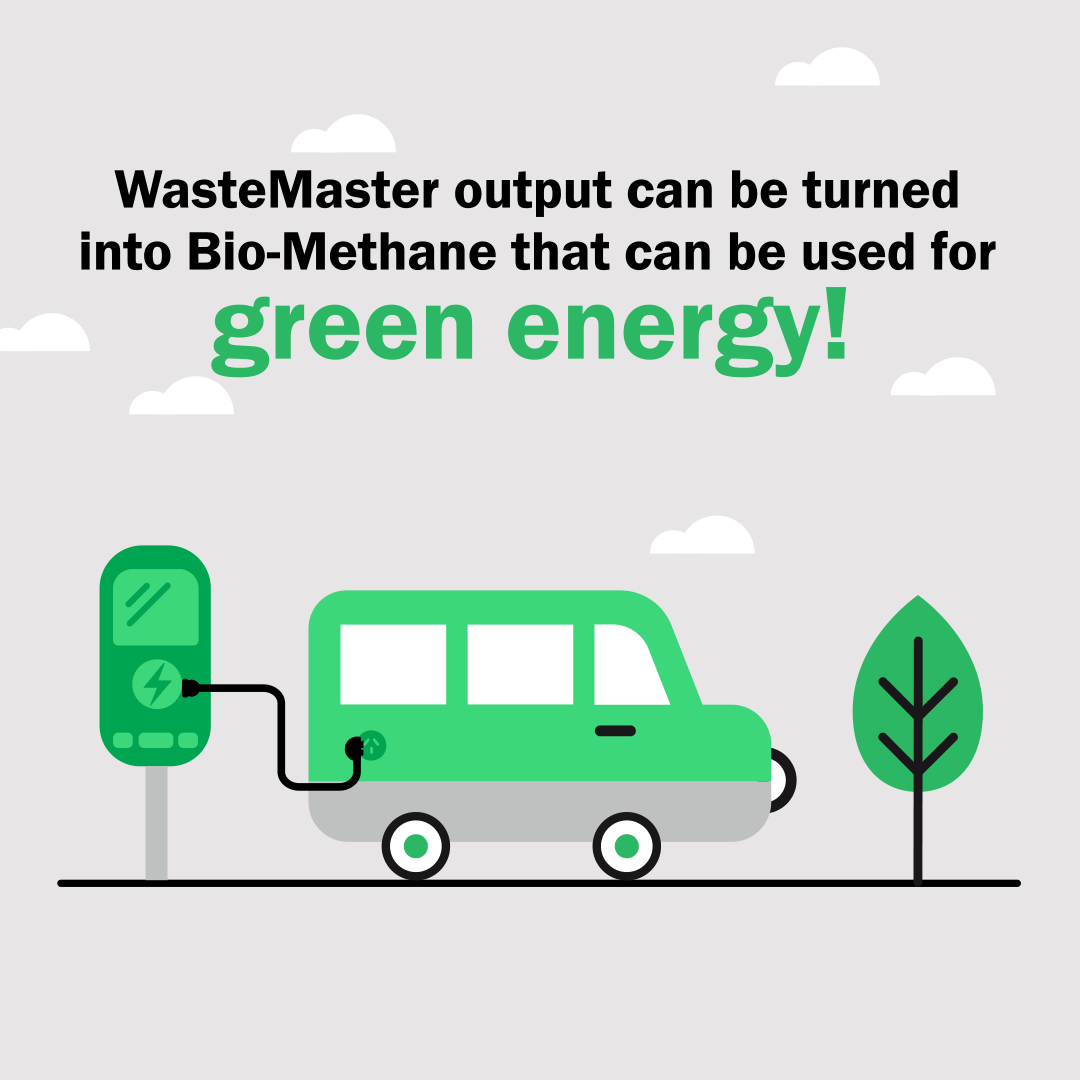 WasteMaster output can be turned
into Bio-Methane that can be used for
green energy!